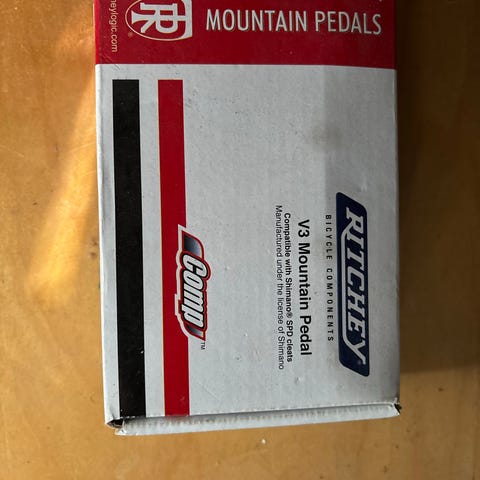 MOUNTAIN PEDALS
RITCHEY
BICYCLE COMPONENTS
V3 Mountain Pedal
Compatible with Shimano® SPD cleats
Manufactured under the license of Shimano
Comp™